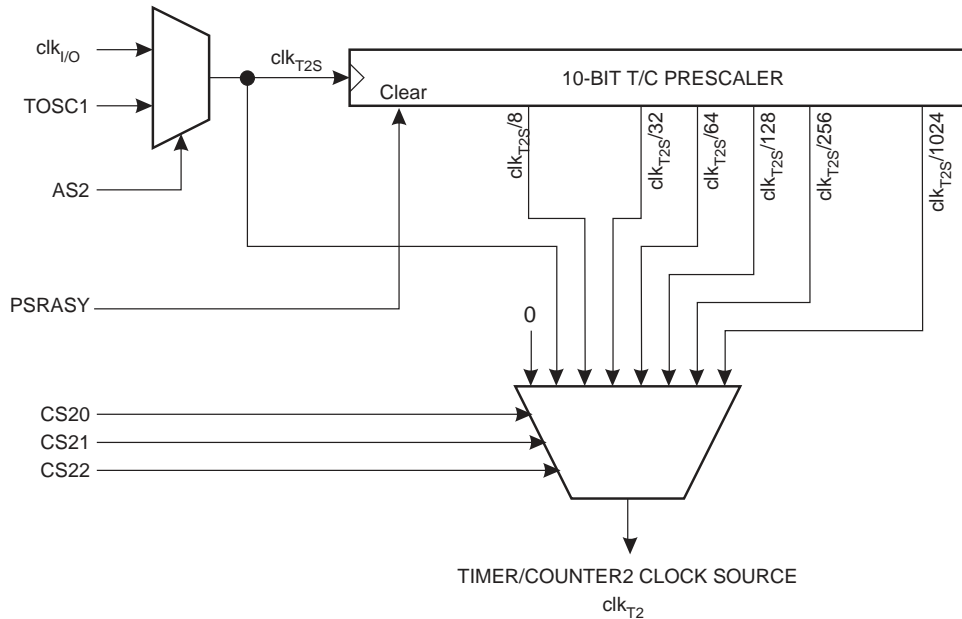 clkI/O
TOSC1
AS2
clkT2S
10-BIT T/C PRESCALER
Clear
clkT2S/8
clkT2S/32
clkT2S/64
clkT2S/128
clkT2S/256
clkT2S/1024
PSRASY
0
CS20
CS21
CS22
TIMER/COUNTER2 CLOCK SOURCE
clkT2